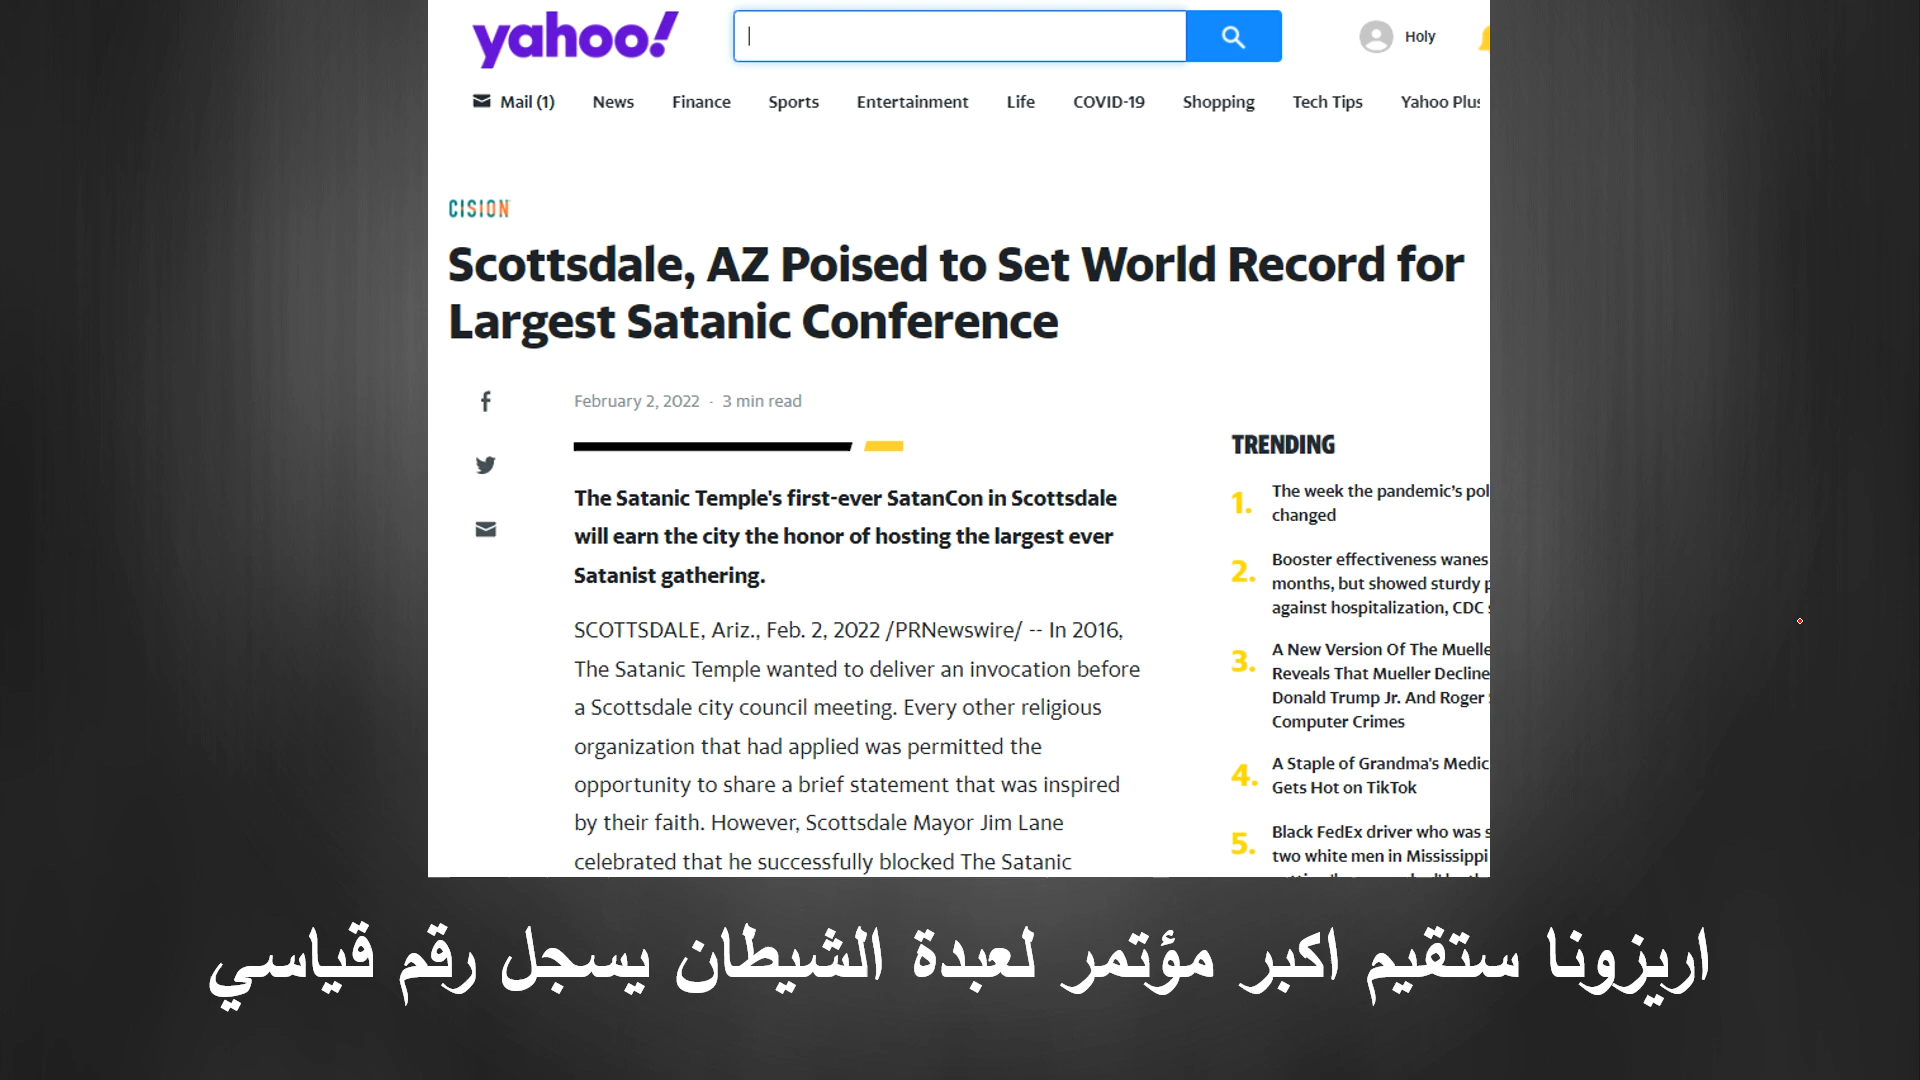 yahoo!
Holy
Mail (1) News Finance Sports Entertainment Life COVID-19 Shopping Tech Tips Yahoo Plus
CISION
Scottsdale, AZ Poised to Set World Record for
Largest Satanic Conference
February 2, 2022 · 3 min read
The Satanic Temple's first-ever SatanCon in Scottsdale
will earn the city the honor of hosting the largest ever
Satanist gathering.
SCOTTSDALE, Ariz., Feb. 2, 2022 /PRNewswire/ -- In 2016,
The Satanic Temple wanted to deliver an invocation before
a Scottsdale city council meeting. Every other religious
organization that had applied was permitted the
opportunity to share a brief statement that was inspired
by their faith. However, Scottsdale Mayor Jim Lane
celebrated that he successfully blocked The Satanic
TRENDING
1. The week the pandemic's pol
changed
2. Booster effectiveness wanes
months, but showed sturdy
against hospitalization, CDC
3. A New Version Of The Muelle
Reveals That Mueller Decline
Donald Trump Jr. And Roger
Computer Crimes
4. A Staple of Grandma's Medic
Gets Hot on TikTok
5. Black FedEx driver who was
two white men in Mississippi
اريزونا ستقيم اكبر مؤتمر لعبدة الشيطان يسجل رقم قياسي